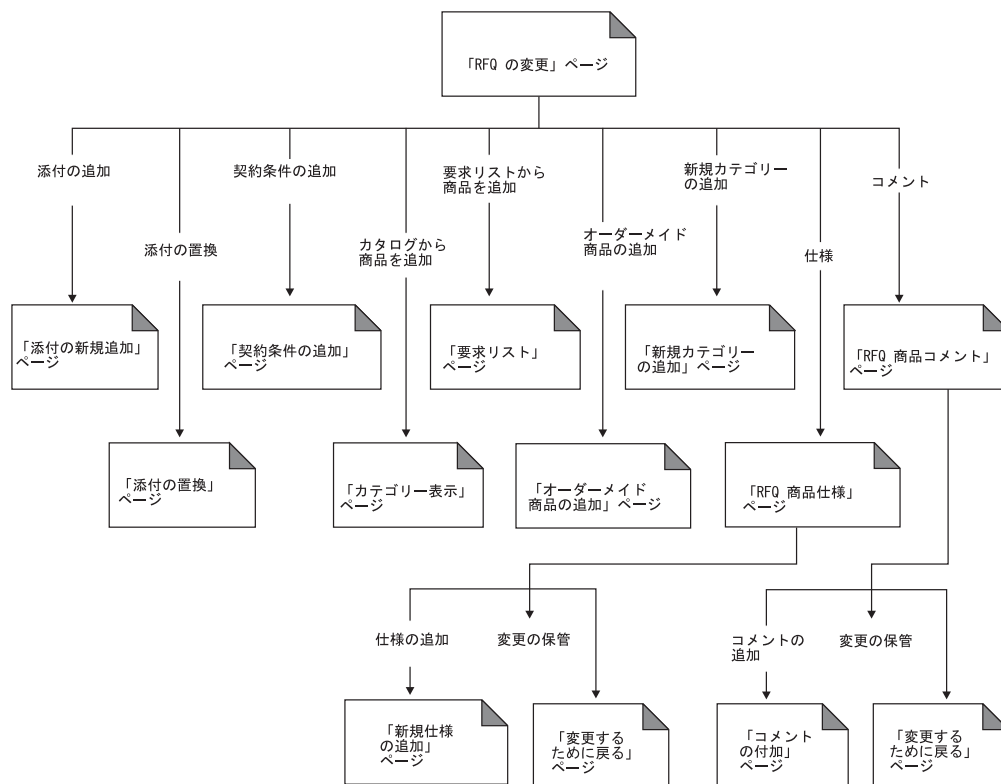 「RFQ の変更」ページ
添付の追加
添付の置換
契約条件の追加
カタログから
商品を追加
要求リストから
商品を追加
オーダーメイド
商品の追加
新規カテゴリー
の追加
仕様
コメント
「添付の新規追加」
ページ
「契約条件の追加」
ページ
「要求リスト」
ページ
「新規カテゴリー
の追加」ページ
「RFQ 商品コメント」
ページ
「添付の置換」
ページ
「カテゴリー表示」
ページ
「オーダーメイド
商品の追加」ページ
「RFQ 商品仕様」
ページ
仕様の追加
変更の保管
コメントの
追加
変更の保管
「新規仕様
の追加」
ページ
「変更する
ために戻る」
ページ
「コメント
の付加」
ページ
「変更する
ために戻る」
ページ